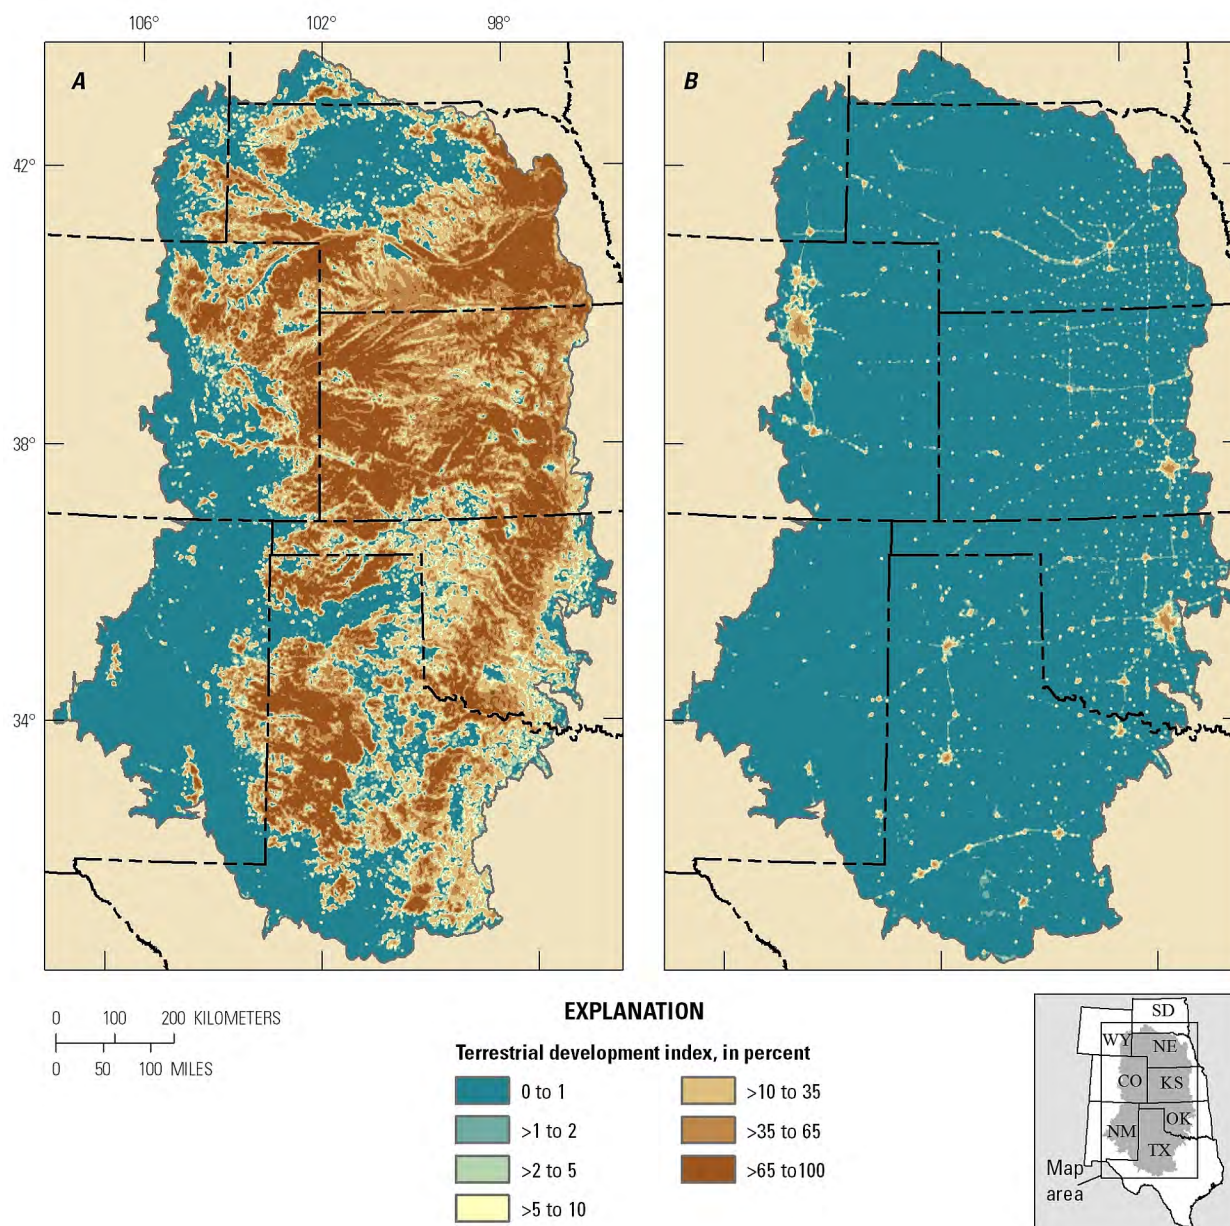 106°
102°
98°
A
B
42°
38°
34°
0 100 200 KILOMETERS
0 50 100 MILES
EXPLANATION
Terrestrial development index, in percent
0 to 1
>1 to 2
>2 to 5
>5 to 10
>10 to 35
>35 to 65
>65 to100
SD
WY
NE
CO
KS
NM
OK
TX
Map
area